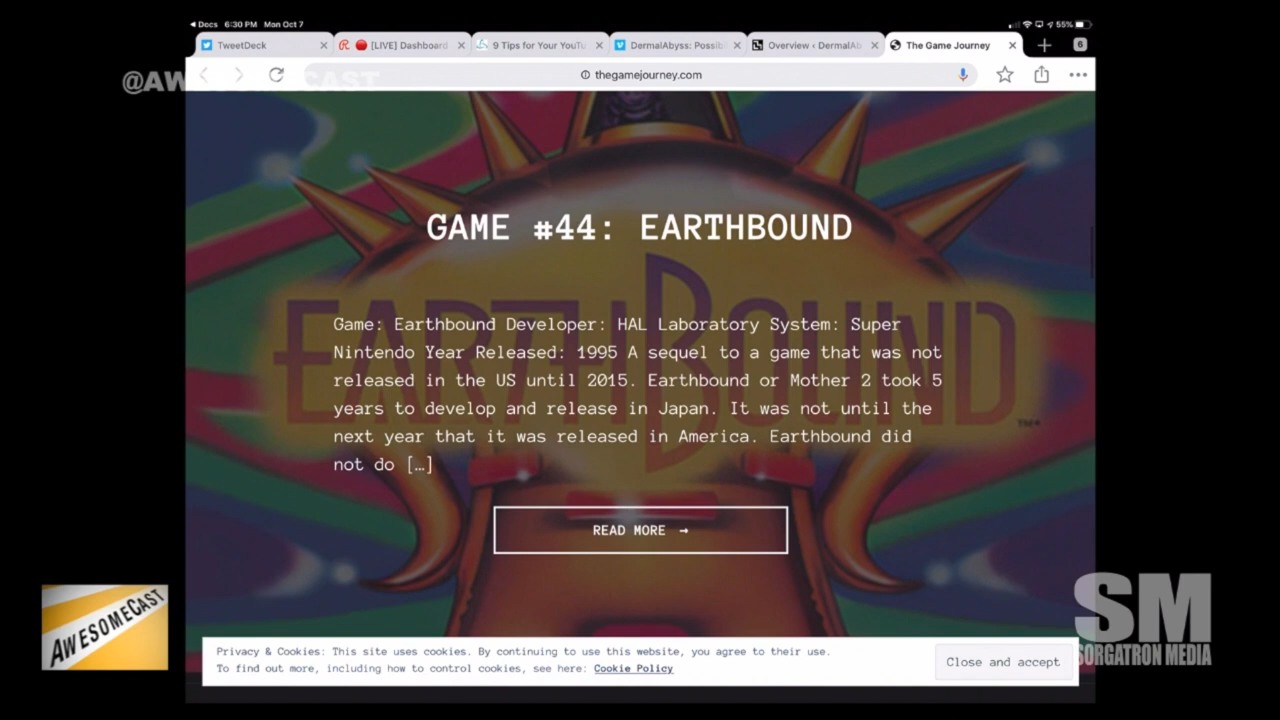 Docs 6:30 PM Mon Oct 7
55%
TweetDeck
[LIVE] Dashboard
9 Tips for Your YouTu
DermalAbyss: Possibi
Overview ‹ DermalAb
The Game Journey
6
thegamejourney.com
GAME #44: EARTHBOUND
EARTHBOUND
TM
Game: Earthbound Developer: HAL Laboratory System: Super
Nintendo Year Released: 1995 A sequel to a game that was not
released in the US until 2015. Earthbound or Mother 2 took 5
years to develop and release in Japan. It was not until the
next year that it was released in America. Earthbound did
not do […]
READ MORE →
AWESOMECAST
SM
SORGATRON MEDIA
Privacy & Cookies: This site uses cookies. By continuing to use this website, you agree to their use.
To find out more, including how to control cookies, see here: Cookie Policy
Close and accept